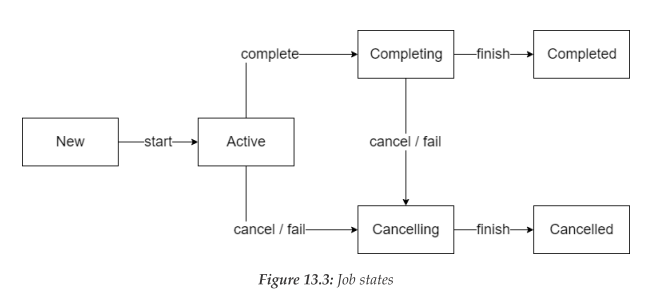 complete
Completing
finish
Completed
New
start
Active
cancel / fail
cancel / fail
Cancelling
finish
Cancelled
Figure 13.3: Job states